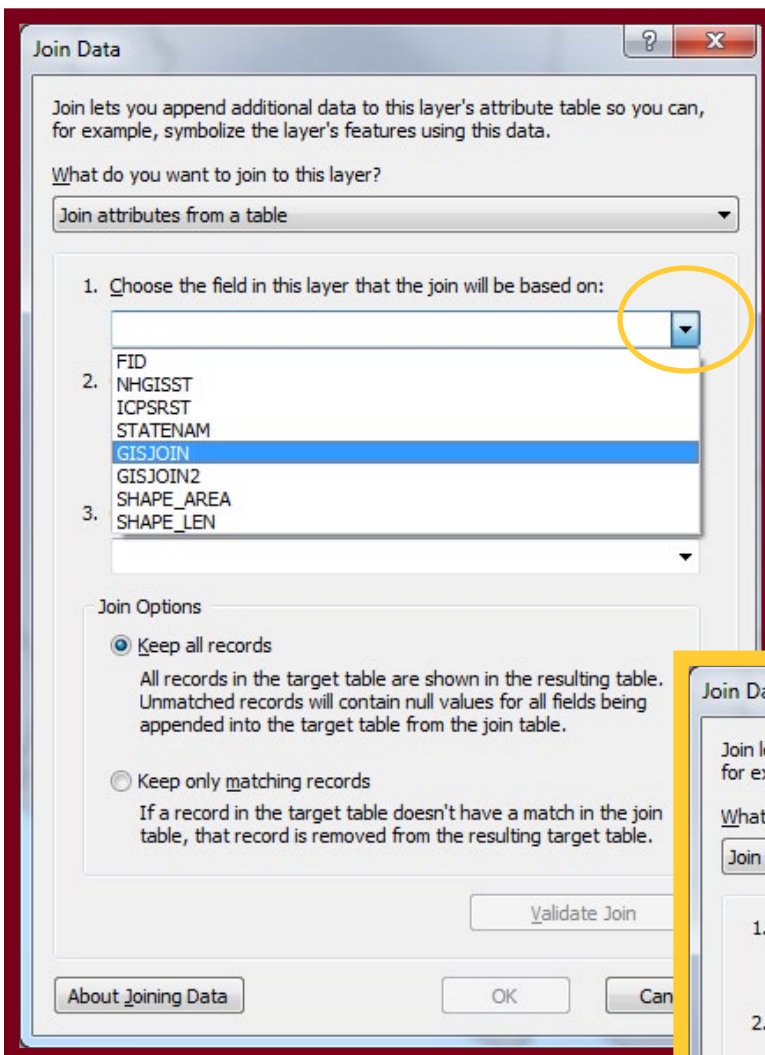 Join Data
Join lets you append additional data to this layer's attribute table so you can,
for example, symbolize the layer's features using this data.
What do you want to join to this layer?
Join attributes from a table
1. Choose the field in this layer that the join will be based on:
FID
2. NHGISST
ICPSRST
STATENAM
GISJOIN
GISJOIN2
SHAPE_AREA
3. SHAPE_LEN
Join Options
Keep all records
All records in the target table are shown in the resulting table.
Unmatched records will contain null values for all fields being
appended into the target table from the join table.
Keep only matching records
If a record in the target table doesn't have a match in the join
table, that record is removed from the resulting target table.
Validate Join
About Joining Data
OK
Can
Join Da
Join l
for ex
What
Join
1.
2.